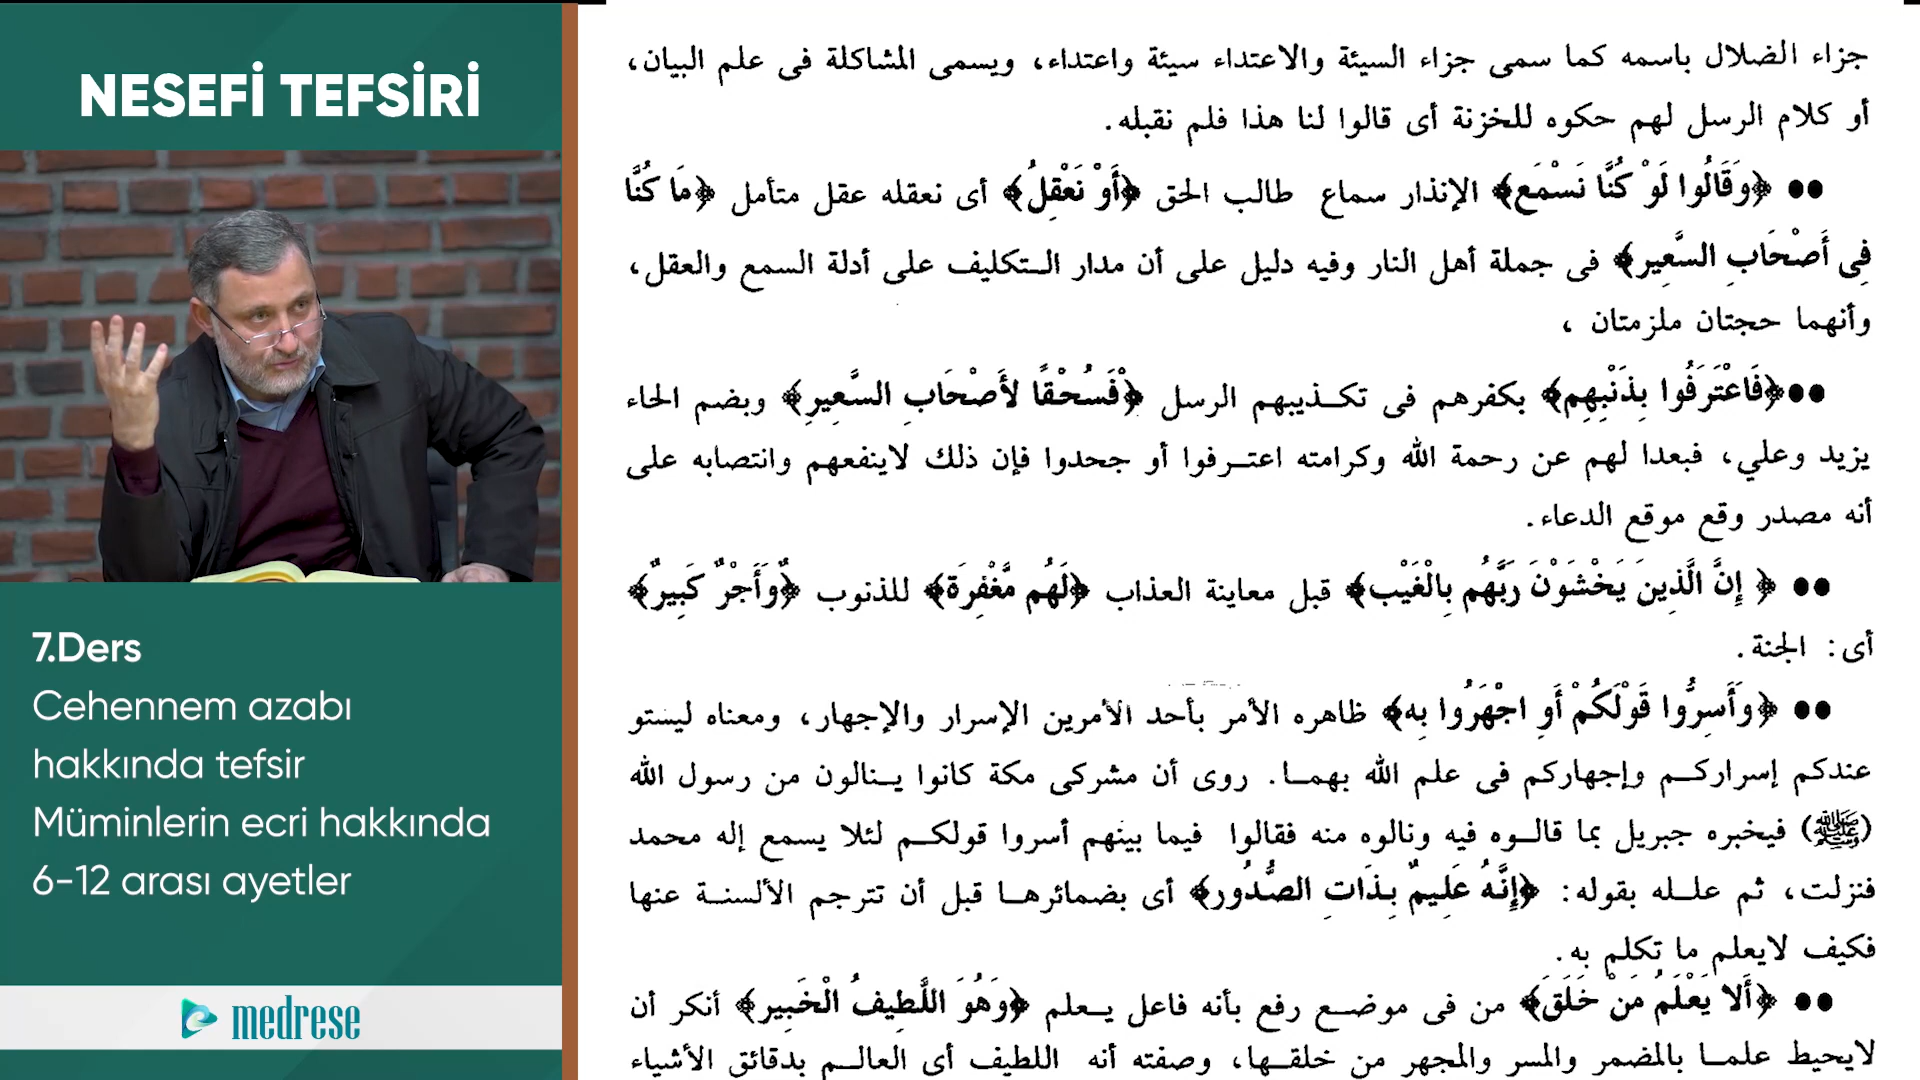 NESEFİ TEFSİRİ
7.Ders
Cehennem azabı
hakkında tefsir
Müminlerin ecri hakkında
6-12 arası ayetler
medrese
جزاء الضلال باسمه كما سمى جزاء السيئة والاعتداء سيئة واعتداء، ويسمى المشاكلة فى علم البيان،
أو كلام الرسل لهم حكوه للخزنة أى قالوا لنا هذا فلم نقبله.
●● ﴿وَقَالُوا لَوْ كُنَّا نَسْمَع﴾ الإنذار سماع طالب الحق ﴿أَوْ نَعْقِلُ﴾ أى نعقله عقل متأمل ﴿مَا كُنَّا
فِى أَصْحَابِ السَّعِير﴾ فى جملة أهل النار وفيه دليل على أن مدار التكليف على أدلة السمع والعقل،
وأنهما حجتان ملزمتان ،
●●﴿فَاعْتَرَفُوا بِذَنْبِهِم﴾ بكفرهم فى تكذيبهم الرسل ﴿فَسُحْقًا لأَصْحَابِ السَّعِيرِ﴾ وبضم الحاء
يزيد وعلي، فبعدا لهم عن رحمة الله وكرامته اعترفوا أو جحدوا فإن ذلك لاينفعهم وانتصابه على
أنه مصدر وقع موقع الدعاء.
●● ﴿ إِنَّ الَّذِينَ يَخْشَوْنَ رَبَّهُم بِالْغَيْب﴾ قبل معاينة العذاب ﴿لَهُم مَّغْفِرَة﴾ للذنوب ﴿وَأَجْرٌ كَبِيرٌ﴾
أى: الجنة.
●● ﴿وَأَسِرُّوا قَوْلَكُمْ أَوِ اجْهَرُوا بِه﴾ ظاهره الأمر بأحد الأمرين الإسرار والإجهار، ومعناه ليستو
عندكم إسراركم وإجهاركم فى علم الله بهما. روى أن مشركى مكة كانوا ينالون من رسول الله
(ﷺ) فيخبره جبريل بما قالوه فيه ونالوه منه فقالوا فيما بينهم أسروا قولكم لئلا يسمع إله محمد
فنزلت، ثم علله بقوله: ﴿إِنَّهُ عَلِيمٌ بِذَاتِ الصُّدُور﴾ أى بضمائرها قبل أن تترجم الألسنة عنها
فكيف لايعلم ما تكلم به.
●● ﴿أَلا يَعْلَمُ مَنْ خَلَقَ﴾ من فى موضع رفع بأنه فاعل يعلم ﴿وَهُوَ اللَّطِيفُ الْخَبِير﴾ أنكر أن
لايحيط علما بالمضمر والمسر والمجهر من خلقها، وصفته أنه اللطيف أى العالم بدقائق الأشياء